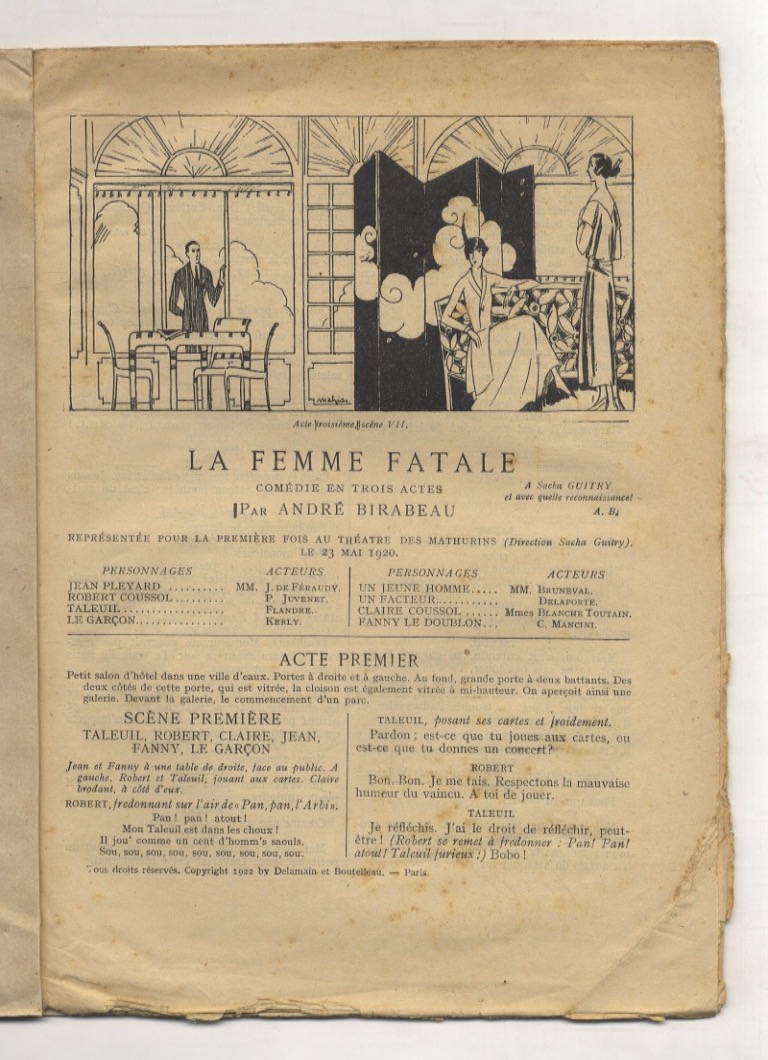 mahias
Acte troisième, scène VII.
LA FEMME FATALE
COMÉDIE EN TROIS ACTES
Par ANDRÉ BIRABEAU
A Sacha GUITRY
et avec quelle reconnaissance!
A. B.
REPRÉSENTÉE POUR LA PREMIÈRE FOIS AU THÉATRE DES MATHURINS (Direction Sacha Guitry).
LE 23 MAI 1920.
PERSONNAGES ACTEURS
JEAN PLEYARD .......... MM. J. DE FÉRAUDY.
ROBERT COUSSOL ......... P. JUVENET.
TALEUIL.................. FLANDRE.
LE GARÇON............... KERLY.
PERSONNAGES ACTEURS
UN JEUNE HOMME..... MM. BRUNEVAL.
UN FACTEUR........... DELAPORTE.
CLAIRE COUSSOL ...... Mmes BLANCHE TOUTAIN.
FANNY LE DOUBLON... C. MANCINI.
ACTE PREMIER
Petit salon d'hôtel dans une ville d'eaux. Portes à droite et à gauche. Au fond, grande porte à deux battants. Des
deux côtés de cette porte, qui est vitrée, la cloison est également vitrée à mi-hauteur. On aperçoit ainsi une
galerie. Devant la galerie, le commencement d'un parc.
SCÈNE PREMIÈRE
TALEUIL, ROBERT, CLAIRE, JEAN,
FANNY, LE GARÇON
Jean et Fanny à une table de droite, face au public. A
gauche, Robert et Taleuil, jouant aux cartes. Claire
brodant, à côté d'eux.
ROBERT, fredonnant sur l'air de « Pan, pan, l'Arbi».
Pan! pan! atout!
Mon Taleuil est dans les choux!
Il jou' comme un cent d'homm's saouls.
Sou, sou, sou, sou, sou, sou, sou, sou, sou.
TALEUIL, posant ses cartes et froidement.
Pardon; est-ce que tu joues aux cartes, ou
est-ce que tu donnes un concert?
ROBERT
Bon. Bon. Je me tais. Respectons la mauvaise
humeur du vaincu. A toi de jouer.
TALEUIL
Je réfléchis. J'ai le droit de réfléchir, peut-
être! (Robert se remet à fredonner : Pan! Pan!
atout! Taleuil furieux :) Bobo!
Tous droits réservés. Copyright 1922 by Delamain et Boutelleau. — Paris.